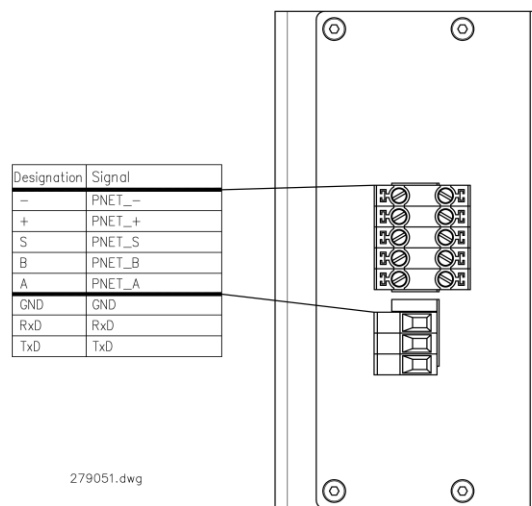 Designation Signal
- PNET_-
+ PNET_+
S PNET_S
B PNET_B
A PNET_A
GND GND
RxD RxD
TxD TxD
279051.dwg